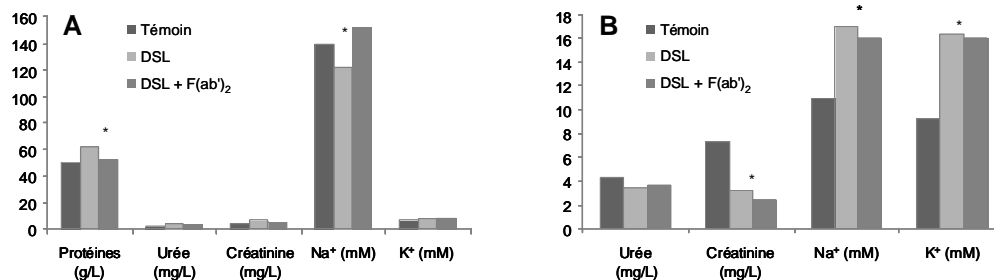 A
160
140
120
100
80
60
40
20
0
Témoin
DSL
DSL + F(ab')₂
*
*
Protéines (g/L)
Urée (mg/L)
Créatinine (mg/L)
Na⁺ (mM)
K⁺ (mM)
B
18
16
14
12
10
8
6
4
2
0
Témoin
DSL
DSL + F(ab')₂
*
*
*
Urée (mg/L)
Créatinine (mg/L)
Na⁺ (mM)
K⁺ (mM)